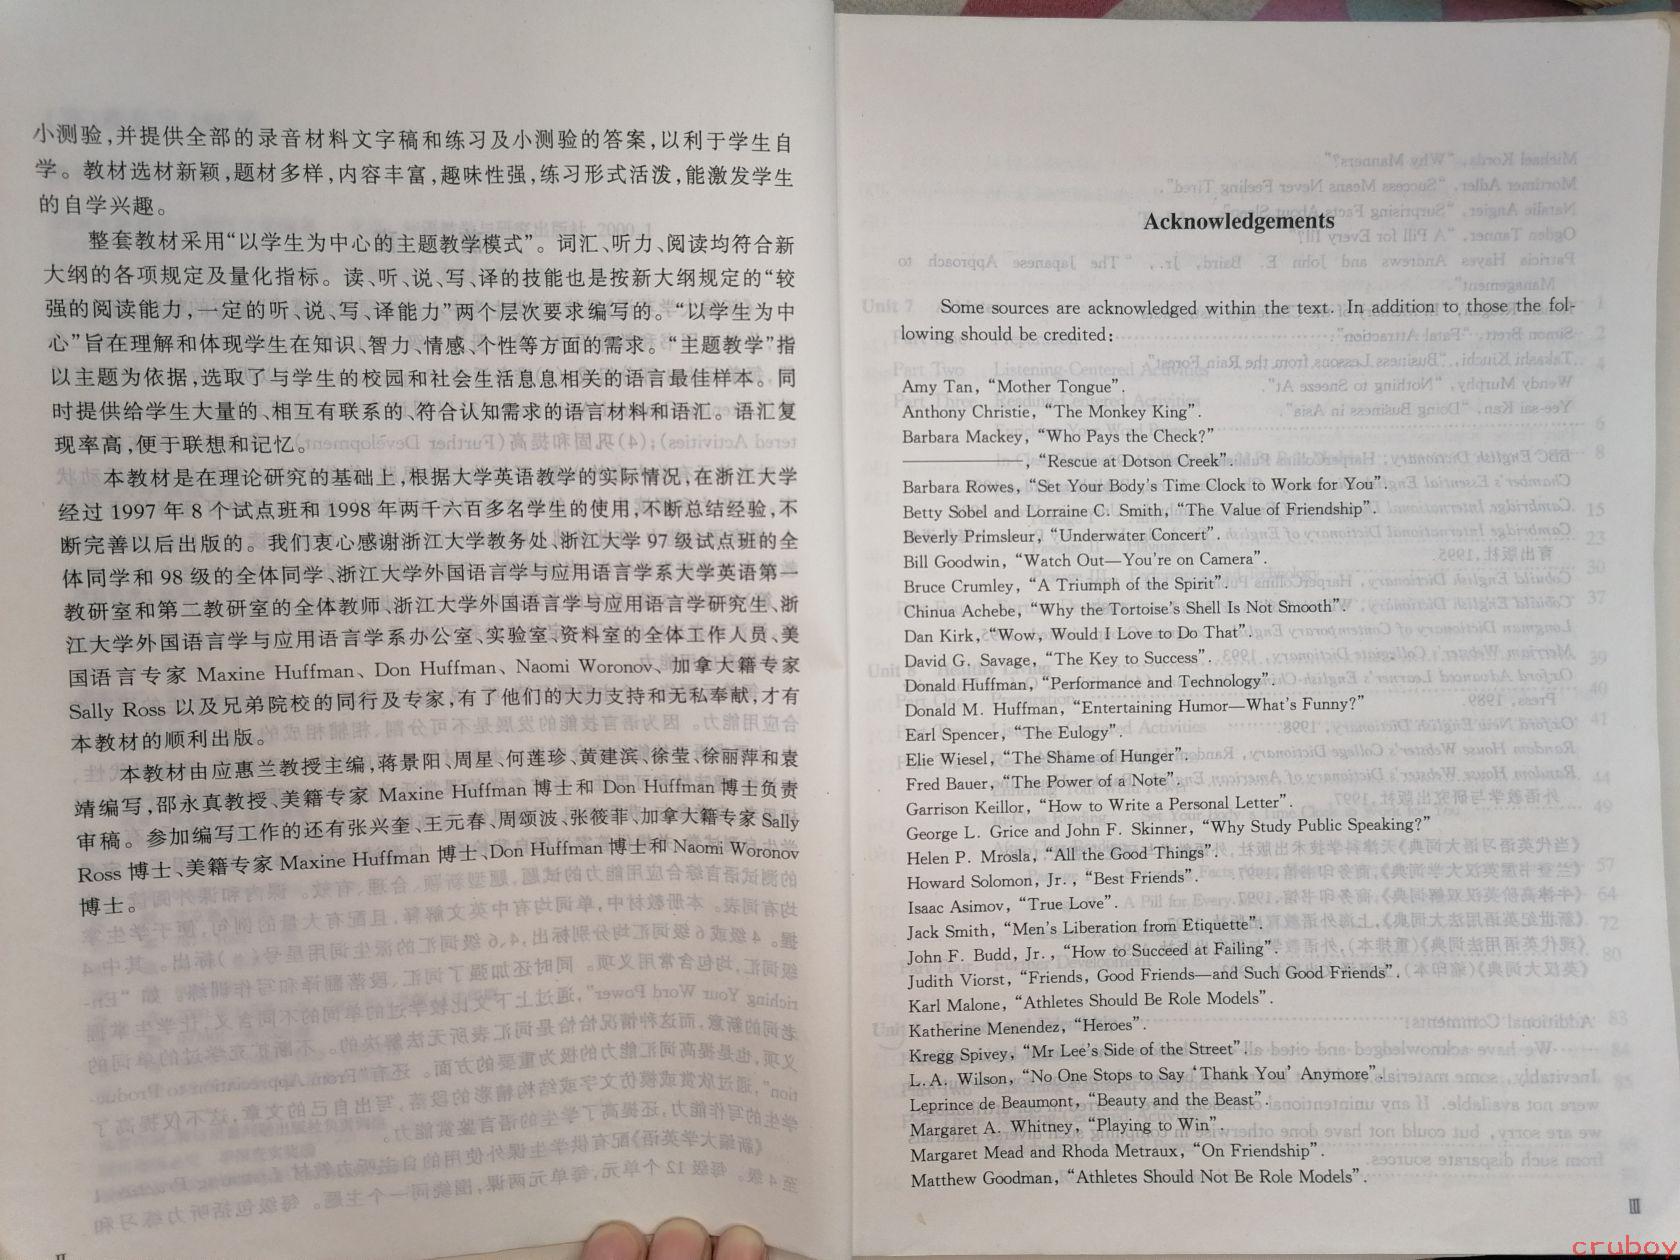 小测验,并提供全部的录音材料文字稿和练习及小测验的答案,以利于学生自
学。教材选材新颖,题材多样,内容丰富,趣味性强,练习形式活泼,能激发学生
的自学兴趣。
整套教材采用“以学生为中心的主题教学模式”。词汇、听力、阅读均符合新
大纲的各项规定及量化指标。读、听、说、写、译的技能也是按新大纲规定的“较
强的阅读能力,一定的听、说、写、译能力”两个层次要求编写的。“以学生为中
心”旨在理解和体现学生在知识、智力、情感、个性等方面的需求。“主题教学”指
以主题为依据,选取了与学生的校园和社会生活息息相关的语言最佳样本。同
时提供给学生大量的、相互有联系的、符合认知需求的语言材料和语汇。语汇复
现率高,便于联想和记忆。
本教材是在理论研究的基础上,根据大学英语教学的实际情况,在浙江大学
经过 1997 年 8 个试点班和 1998 年两千六百多名学生的使用,不断总结经验,不
断完善以后出版的。我们衷心感谢浙江大学教务处、浙江大学 97 级试点班的全
体同学和 98 级的全体同学、浙江大学外国语言学与应用语言学系大学英语第一
教研室和第二教研室的全体教师、浙江大学外国语言学与应用语言学研究生、浙
江大学外国语言学与应用语言学系办公室、实验室、资料室的全体工作人员、美
国语言专家 Maxine Huffman、Don Huffman、Naomi Woronov、加拿大籍专家
Sally Ross 以及兄弟院校的同行及专家,有了他们的大力支持和无私奉献,才有
本教材的顺利出版。
本教材由应惠兰教授主编,蒋景阳、周星、何莲珍、黄建滨、徐莹、徐丽萍和袁
靖编写,邵永真教授、美籍专家 Maxine Huffman 博士和 Don Huffman 博士负责
审稿。参加编写工作的还有张兴奎、王元春、周颂波、张筱菲、加拿大籍专家 Sally
Ross 博士、美籍专家 Maxine Huffman 博士、Don Huffman 博士和 Naomi Woronov
博士。
II
Acknowledgements
Some sources are acknowledged within the text. In addition to those the fol-
lowing should be credited:
Amy Tan, “Mother Tongue”.
Anthony Christie, “The Monkey King”.
Barbara Mackey, “Who Pays the Check?”
————————, “Rescue at Dotson Creek”.
Barbara Rowes, “Set Your Body’s Time Clock to Work for You”.
Betty Sobel and Lorraine C. Smith, “The Value of Friendship”.
Beverly Primsleur, “Underwater Concert”.
Bill Goodwin, “Watch Out—You’re on Camera”.
Bruce Crumley, “A Triumph of the Spirit”.
Chinua Achebe, “Why the Tortoise’s Shell Is Not Smooth”.
Dan Kirk, “Wow, Would I Love to Do That”.
David G. Savage, “The Key to Success”.
Donald Huffman, “Performance and Technology”.
Donald M. Huffman, “Entertaining Humor—What’s Funny?”
Earl Spencer, “The Eulogy”.
Elie Wiesel, “The Shame of Hunger”.
Fred Bauer, “The Power of a Note”.
Garrison Keillor, “How to Write a Personal Letter”.
George L. Grice and John F. Skinner, “Why Study Public Speaking?”
Helen P. Mrosla, “All the Good Things”.
Howard Solomon, Jr., “Best Friends”.
Isaac Asimov, “True Love”.
Jack Smith, “Men’s Liberation from Etiquette”.
John F. Budd, Jr., “How to Succeed at Failing”.
Judith Viorst, “Friends, Good Friends—and Such Good Friends”.
Karl Malone, “Athletes Should Be Role Models”.
Katherine Menendez, “Heroes”.
Kregg Spivey, “Mr Lee’s Side of the Street”.
L. A. Wilson, “No One Stops to Say ‘Thank You’ Anymore”.
Leprince de Beaumont, “Beauty and the Beast”.
Margaret A. Whitney, “Playing to Win”.
Margaret Mead and Rhoda Metraux, “On Friendship”.
Matthew Goodman, “Athletes Should Not Be Role Models”.
III
cruboy